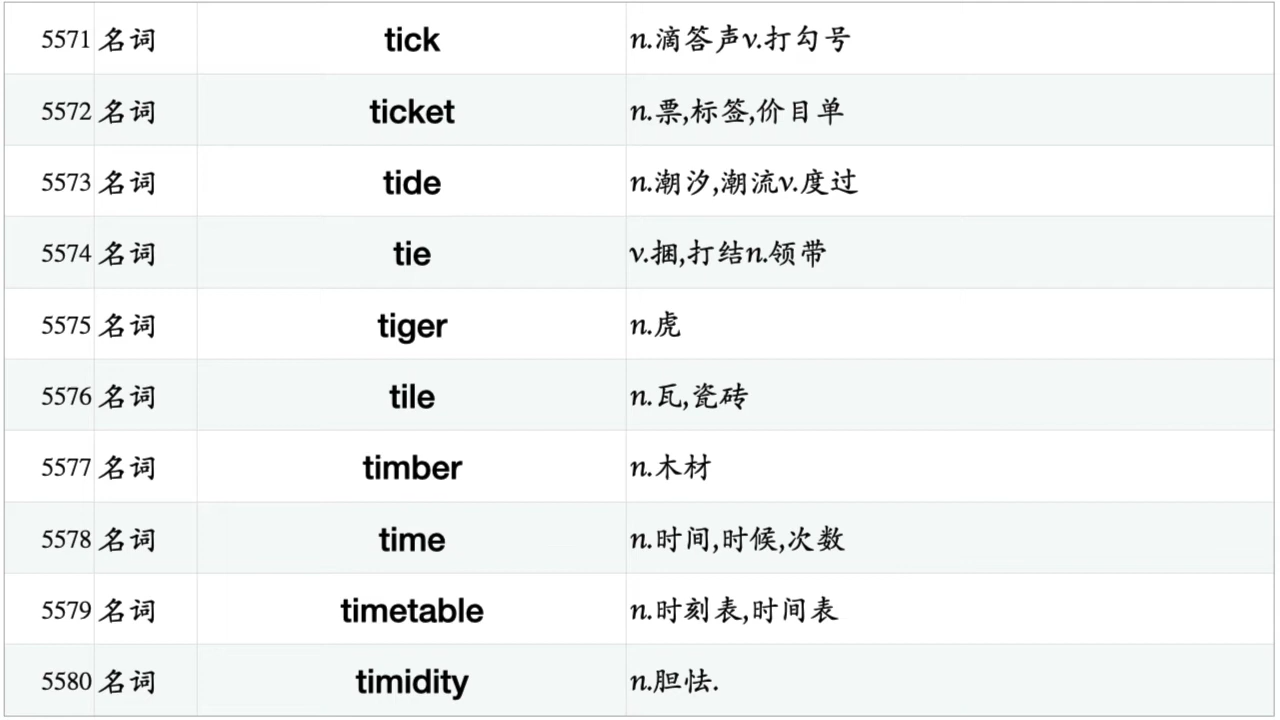 5571 名词 tick n.滴答声v.打勾号
5572 名词 ticket n.票,标签,价目单
5573 名词 tide n.潮汐,潮流v.度过
5574 名词 tie v.捆,打结n.领带
5575 名词 tiger n.虎
5576 名词 tile n.瓦,瓷砖
5577 名词 timber n.木材
5578 名词 time n.时间,时候,次数
5579 名词 timetable n.时刻表,时间表
5580 名词 timidity n.胆怯.